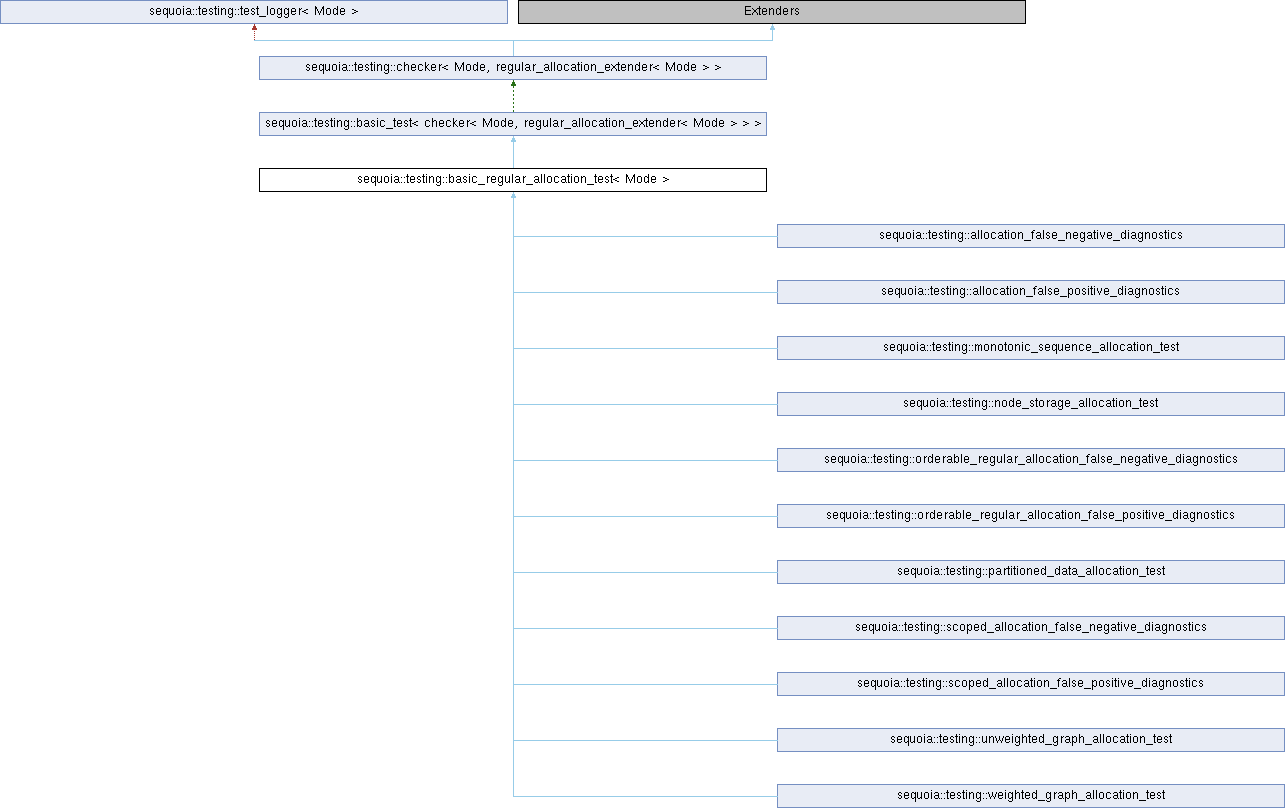 sequoia::testing::test_logger< Mode >
Extenders
sequoia::testing::checker< Mode, regular_allocation_extender< Mode > >
sequoia::testing::basic_test< checker< Mode, regular_allocation_extender< Mode > > >
sequoia::testing::basic_regular_allocation_test< Mode >
sequoia::testing::allocation_false_negative_diagnostics
sequoia::testing::allocation_false_positive_diagnostics
sequoia::testing::monotonic_sequence_allocation_test
sequoia::testing::node_storage_allocation_test
sequoia::testing::orderable_regular_allocation_false_negative_diagnostics
sequoia::testing::orderable_regular_allocation_false_positive_diagnostics
sequoia::testing::partitioned_data_allocation_test
sequoia::testing::scoped_allocation_false_negative_diagnostics
sequoia::testing::scoped_allocation_false_positive_diagnostics
sequoia::testing::unweighted_graph_allocation_test
sequoia::testing::weighted_graph_allocation_test